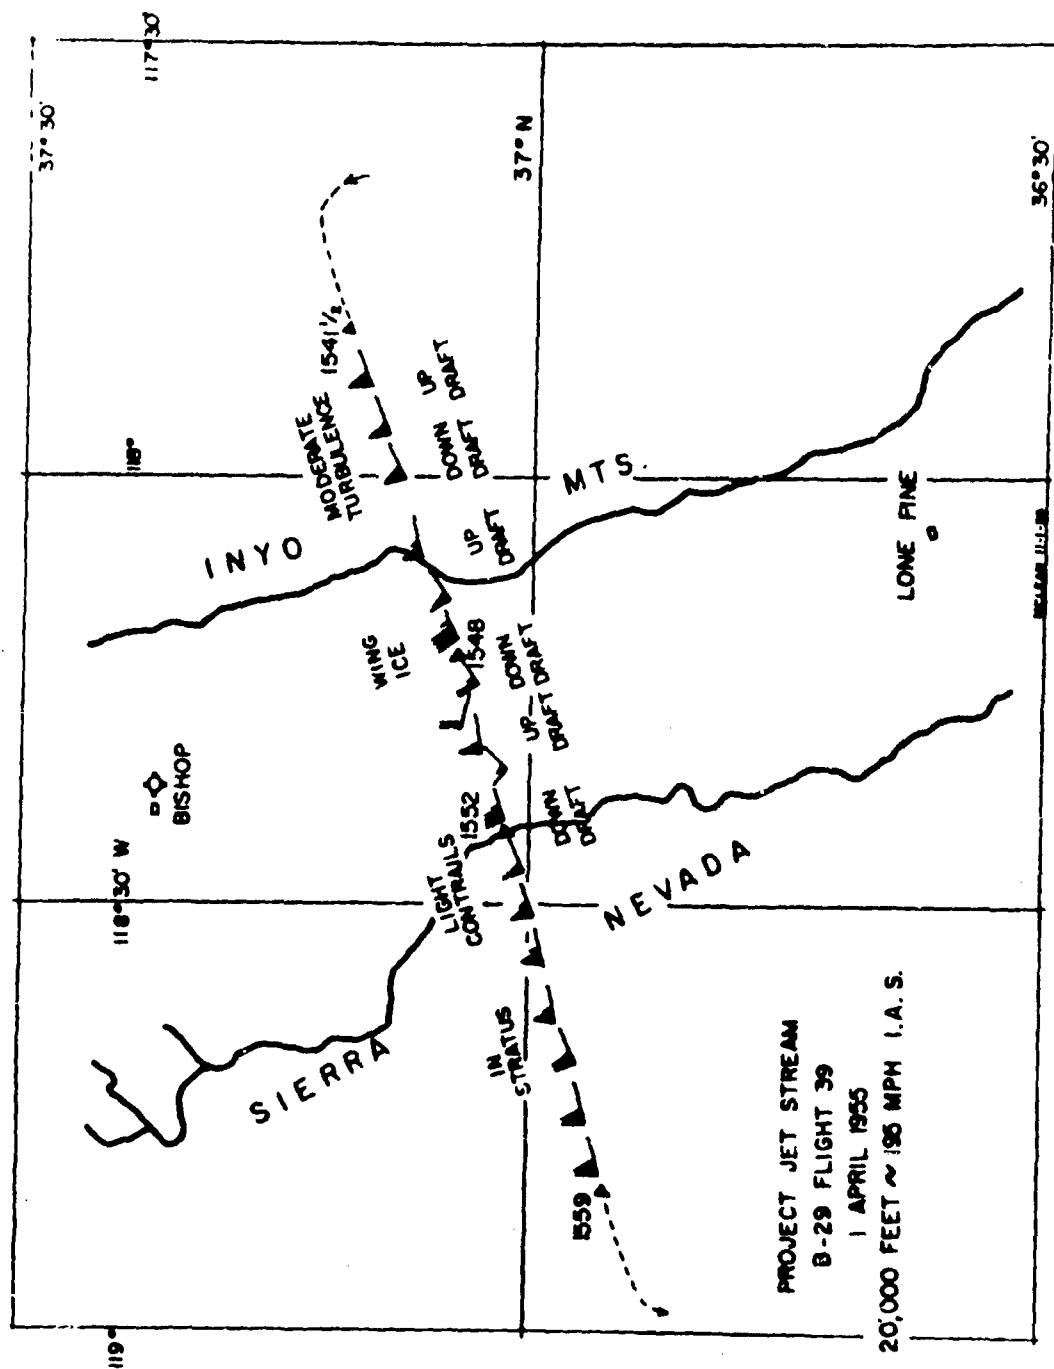 37° 30'
117° 30'
118°
118° 30' W
119°
37° N
36° 30'
MODERATE
TURBULENCE
1541 1/2
INYO
MTS.
UP
DRAFT
DOWN
DRAFT
UP
DRAFT
WING
ICE
1548
DOWN
DRAFT
UP
DRAFT
BISHOP
1552
DOWN
DRAFT
LIGHT
CONTRAILS
LONE PINE
SIERRA
NEVADA
IN
STRATUS
1559
PROJECT JET STREAM
B-29 FLIGHT 39
1 APRIL 1955
20,000 FEET ~ 195 MPH I.A.S.